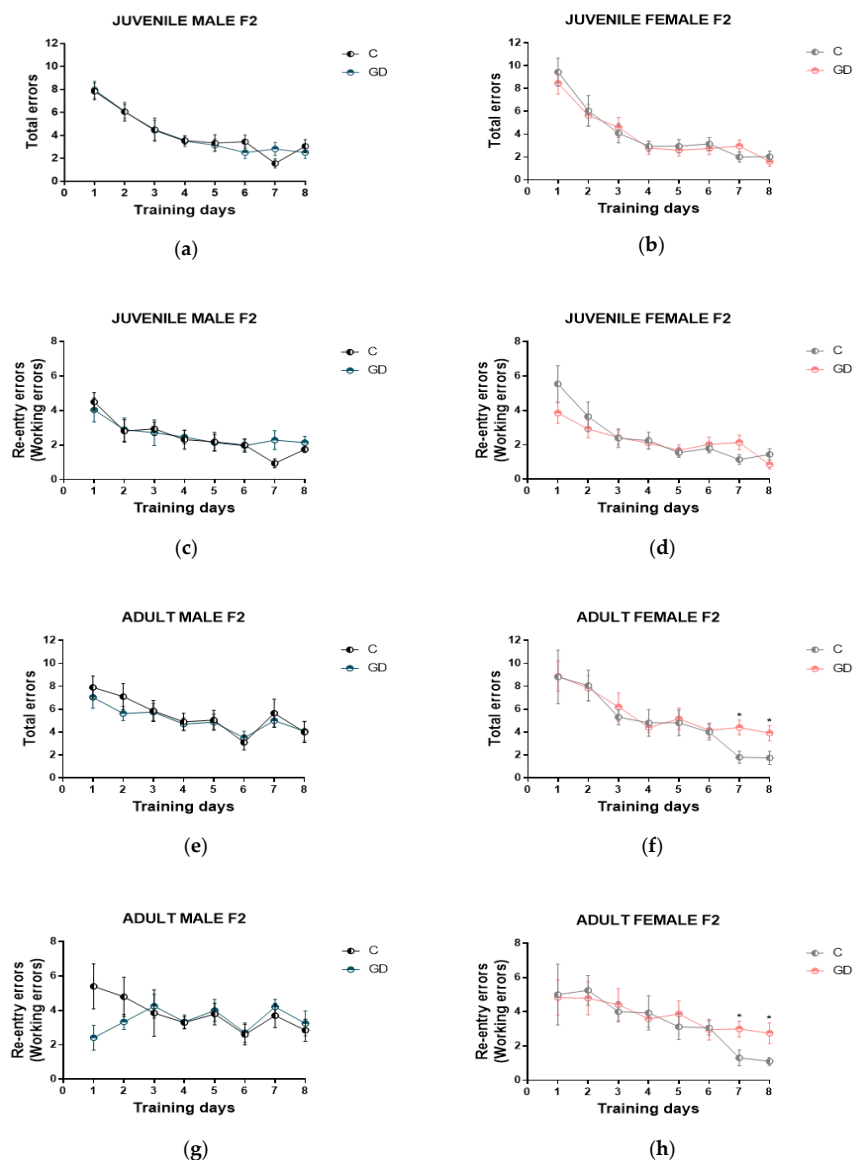 JUVENILE MALE F2
C
GD
Total errors
12
10
8
6
4
2
0
0 1 2 3 4 5 6 7 8
Training days
(a)
JUVENILE FEMALE F2
C
GD
Total errors
12
10
8
6
4
2
0
0 1 2 3 4 5 6 7 8
Training days
(b)
JUVENILE MALE F2
C
GD
Re-entry errors
(Working errors)
8
6
4
2
0
0 1 2 3 4 5 6 7 8
Training days
(c)
JUVENILE FEMALE F2
C
GD
Re-entry errors
(Working errors)
8
6
4
2
0
0 1 2 3 4 5 6 7 8
Training days
(d)
ADULT MALE F2
C
GD
Total errors
12
10
8
6
4
2
0
0 1 2 3 4 5 6 7 8
Training days
(e)
ADULT FEMALE F2
C
GD
Total errors
12
10
8
6
4
2
0
* *
0 1 2 3 4 5 6 7 8
Training days
(f)
ADULT MALE F2
C
GD
Re-entry errors
(Working errors)
8
6
4
2
0
0 1 2 3 4 5 6 7 8
Training days
(g)
ADULT FEMALE F2
C
GD
Re-entry errors
(Working errors)
8
6
4
2
0
* *
0 1 2 3 4 5 6 7 8
Training days
(h)